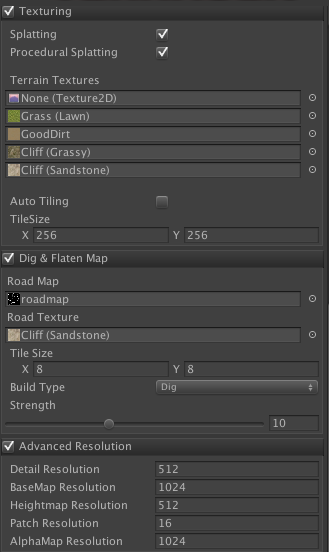 Texturing
Splatting
Procedural Splatting
Terrain Textures
None (Texture2D)
Grass (Lawn)
GoodDirt
Cliff (Grassy)
Cliff (Sandstone)
Auto Tiling
TileSize
X 256 Y 256
Dig & Flaten Map
Road Map
roadmap
Road Texture
Cliff (Sandstone)
Tile Size
X 8 Y 8
Build Type Dig
Strength
10
Advanced Resolution
Detail Resolution 512
BaseMap Resolution 1024
Heightmap Resolution 512
Patch Resolution 16
AlphaMap Resolution 1024